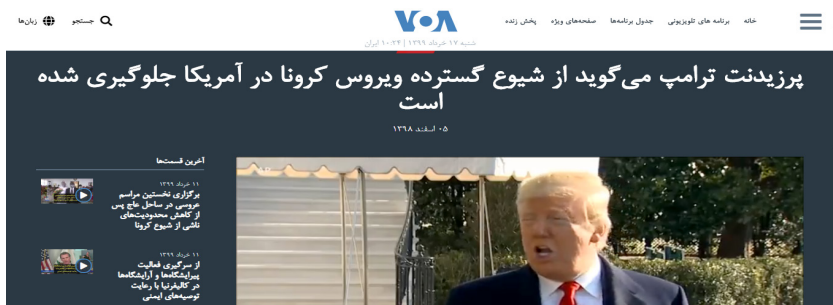 خانه برنامه های تلویزیونی جدول برنامه‌ها صفحه‌های ویژه پخش زنده VOA جستجو زبان‌ها
شنبه ۱۷ خرداد ۱۳۹۹ | ۱۰:۲۴ ایران
پرزیدنت ترامپ می‌گوید از شیوع گسترده ویروس کرونا در آمریکا جلوگیری شده
است
۰۵ اسفند ۱۳۹۸
آخرین قسمت‌ها
۱۱ خرداد ۱۳۹۹
برگزاری نخستین مراسم
عروسی در ساحل عاج پس
از کاهش محدودیت‌های
ناشی از شیوع کرونا
۱۱ خرداد ۱۳۹۹
از سرگیری فعالیت
پیرایشگاه‌ها و آرایشگاه‌ها
در کالیفرنیا با رعایت
توصیه‌های ایمنی